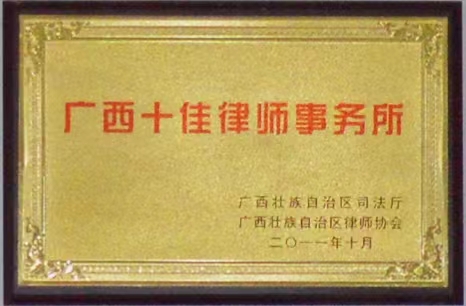 广西十佳律师事务所
广西壮族自治区司法厅
广西壮族自治区律师协会
二〇一一年十月